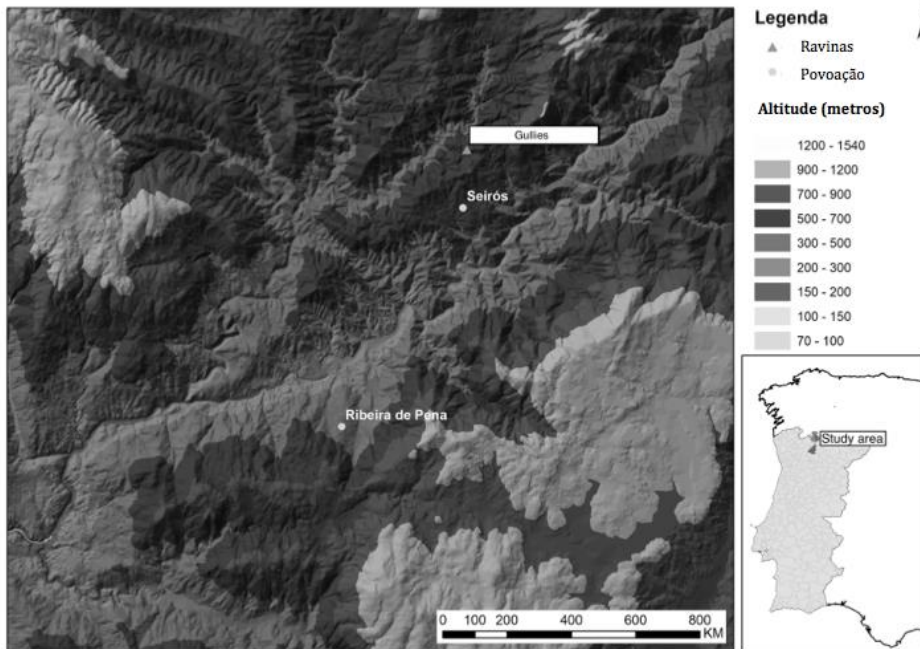 Gullies
Seirós
Ribeira de Pena
0 100 200 400 600 800
KM
Legenda
Ravinas
Povoação
Altitude (metros)
1200 - 1540
900 - 1200
700 - 900
500 - 700
300 - 500
200 - 300
150 - 200
100 - 150
70 - 100
Study area